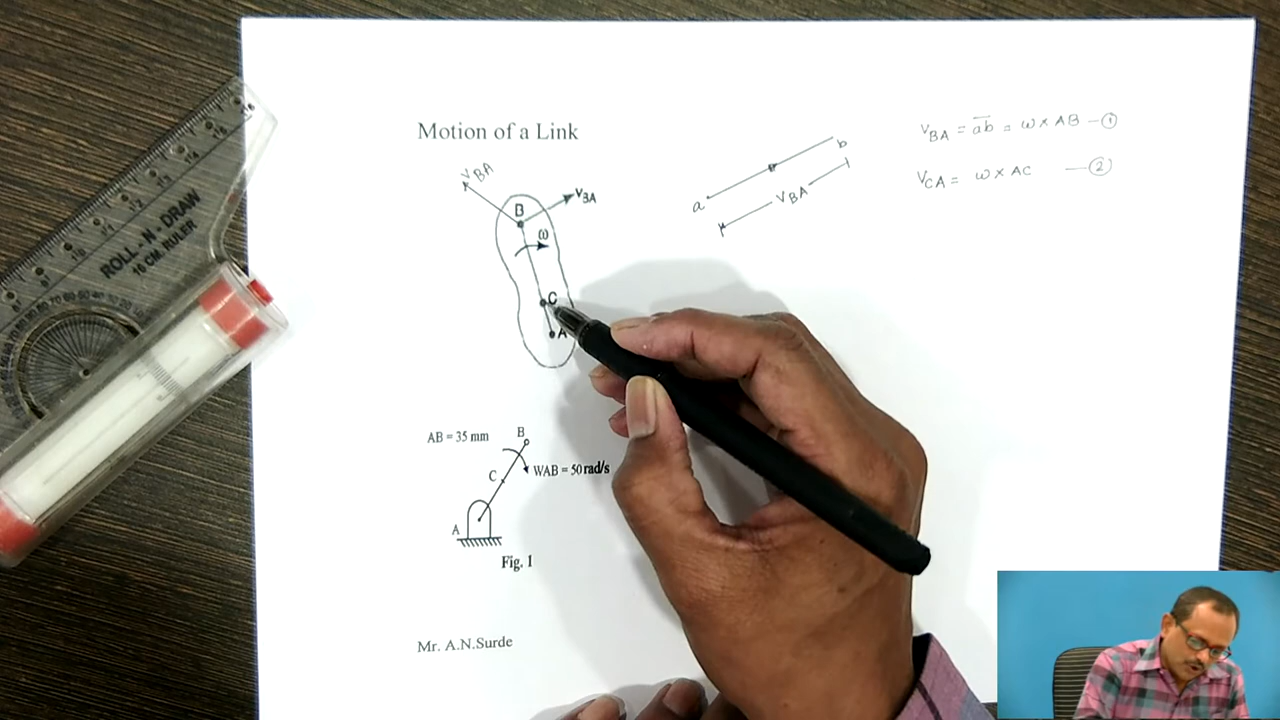 Motion of a Link
VBA
VBA
B
ω
C
A
a
b
VBA
VBA = ab = ω × AB — ①
VCA = ω × AC — ②
AB = 35 mm
B
C
WAB = 50 rad/s
A
Fig. 1
Mr. A.N.Surde
ROLL - N - DRAW
10 CM. RULER